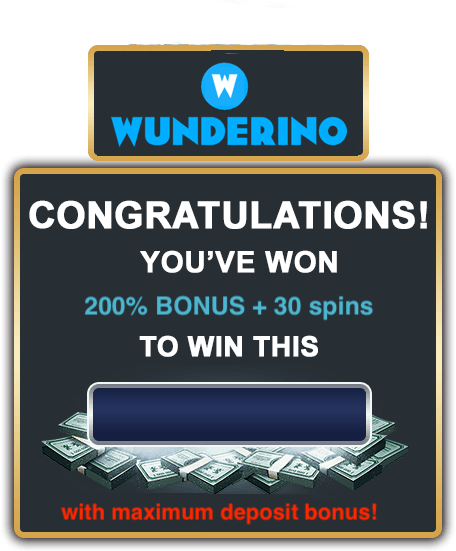 W
WUNDERINO
CONGRATULATIONS!
YOU’VE WON
200% BONUS + 30 spins
TO WIN THIS
with maximum deposit bonus!